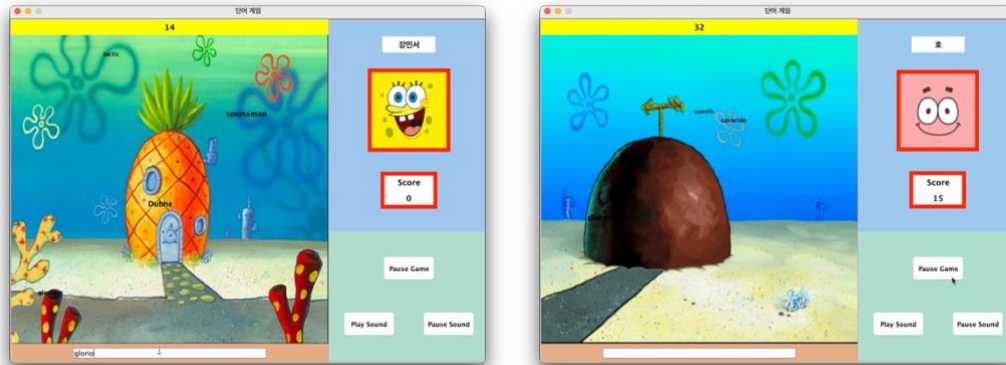 단어 게임
14
강민서
tactic
sportsman
Score
0
Dubhe
Pause Game
Play Sound
Pause Sound
glorio
단어 게임
32
호
specify
coincide
Score
15
Pause Game
Play Sound
Pause Sound